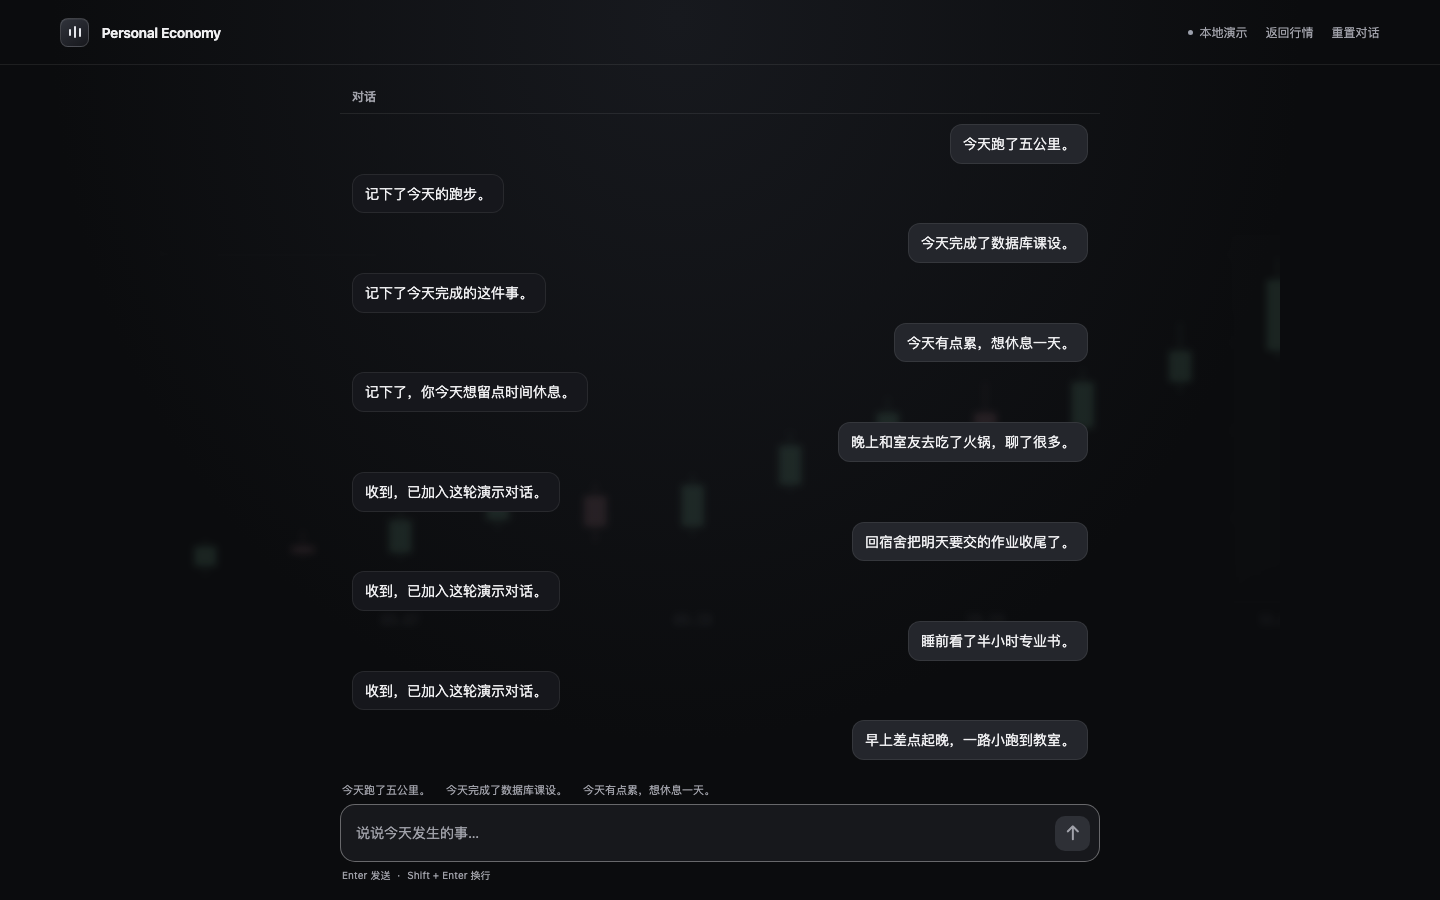 Personal Economy
本地演示 返回行情 重置对话
对话
今天跑了五公里。
记下了今天的跑步。
今天完成了数据库课设。
记下了今天完成的这件事。
今天有点累，想休息一天。
记下了，你今天想留点时间休息。
晚上和室友去吃了火锅，聊了很多。
收到，已加入这轮演示对话。
回宿舍把明天要交的作业收尾了。
收到，已加入这轮演示对话。
睡前看了半小时专业书。
收到，已加入这轮演示对话。
早上差点起晚，一路小跑到教室。
今天跑了五公里。 今天完成了数据库课设。 今天有点累，想休息一天。
说说今天发生的事...
Enter 发送 · Shift + Enter 换行